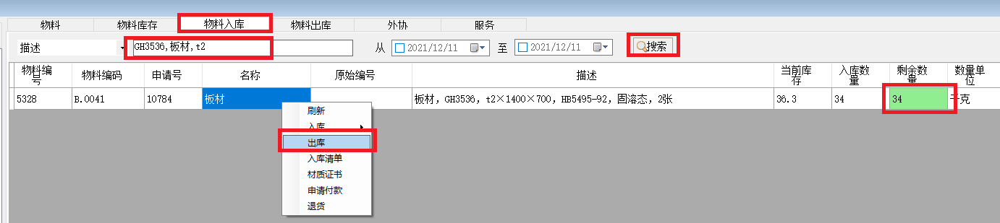 物料 物料库存 物料入库 物料出库 外协 服务
描述 GH3536,板材,t2 从 2021/12/11 至 2021/12/11 搜索
物料编号 物料编码 申请号 名称 原始编号 描述 当前库存 入库数量 剩余数量 数量单位
5328 B.0041 10784 板材 板材，GH3536，t2×1400×700，HB5495-92，固溶态，2张 36.3 34 34 千克
刷新
入库
出库
入库清单
材质证书
申请付款
退货